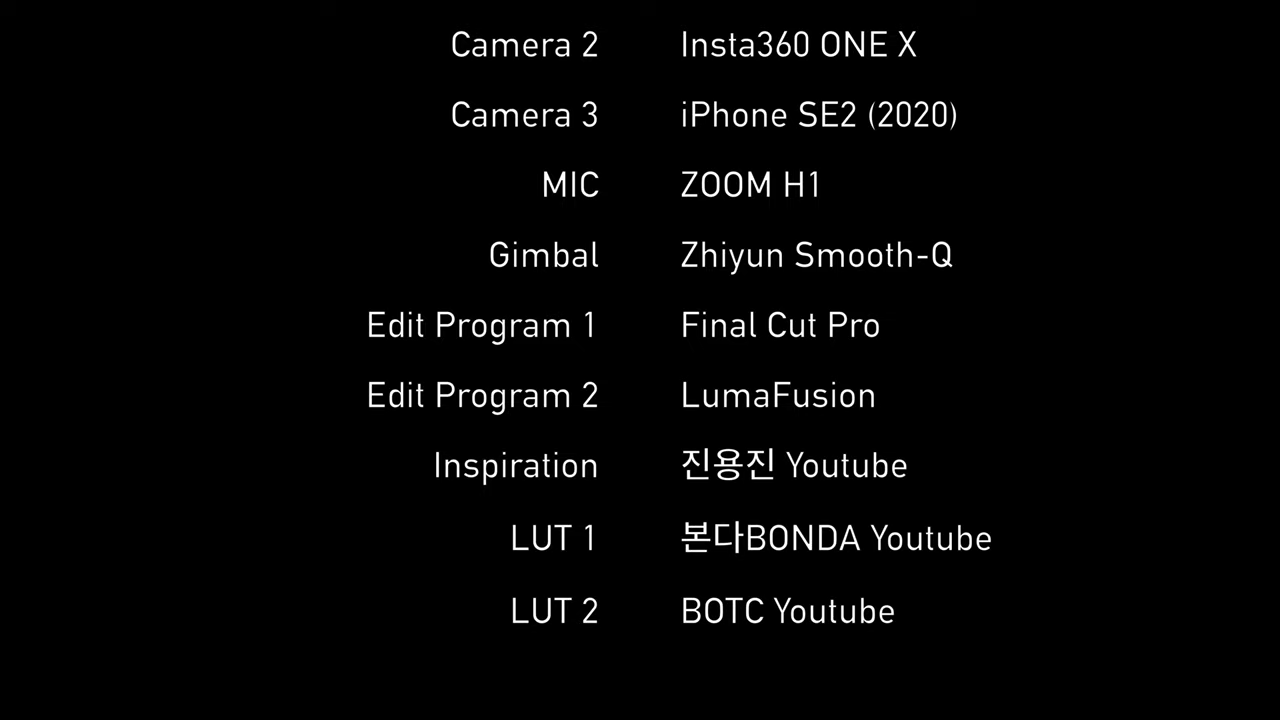 Camera 2 Insta360 ONE X
Camera 3 iPhone SE2 (2020)
MIC ZOOM H1
Gimbal Zhiyun Smooth-Q
Edit Program 1 Final Cut Pro
Edit Program 2 LumaFusion
Inspiration 진용진 Youtube
LUT 1 본다BONDA Youtube
LUT 2 BOTC Youtube